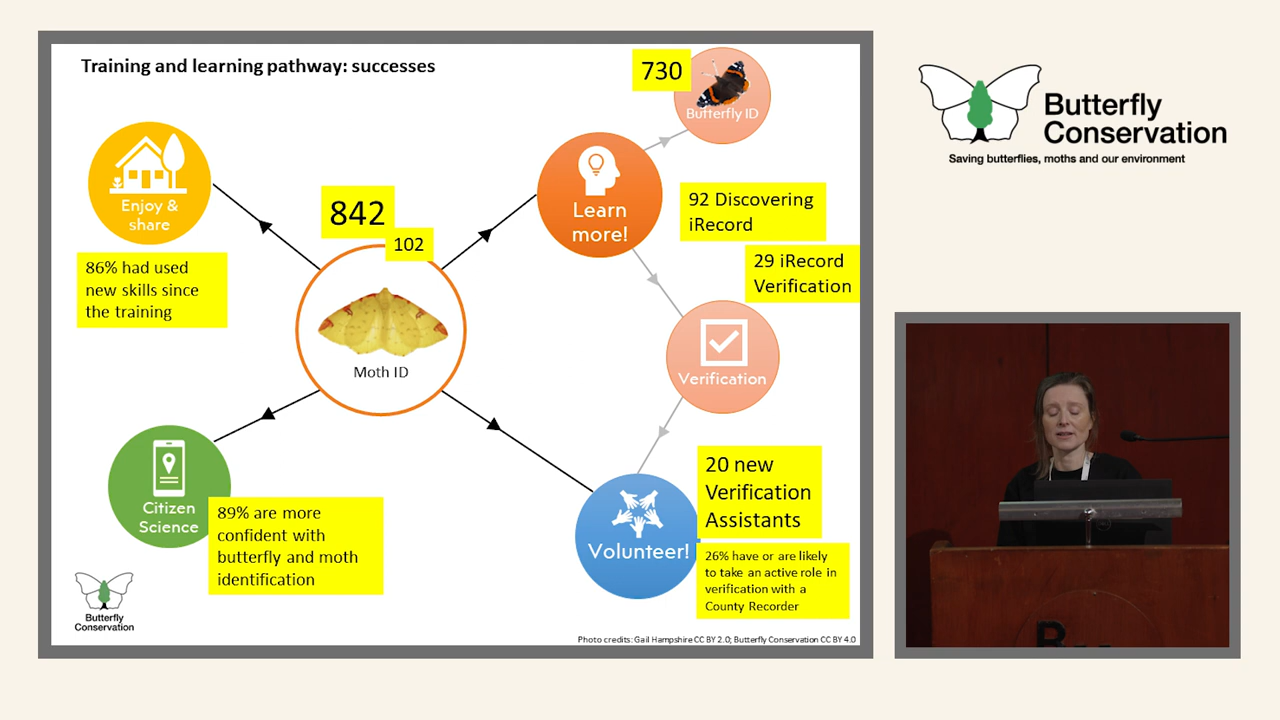 Training and learning pathway: successes
730
Butterfly ID
Enjoy &
share
842
102
Learn
more!
92 Discovering
iRecord
86% had used
new skills since
the training
29 iRecord
Verification
Moth ID
Verification
Citizen
Science
89% are more
confident with
butterfly and moth
identification
Volunteer!
20 new
Verification
Assistants
26% have or are likely
to take an active role in
verification with a
County Recorder
Butterfly
Conservation
Photo credits: Gail Hampshire CC BY 2.0; Butterfly Conservation CC BY 4.0
Butterfly
Conservation
Saving butterflies, moths and our environment